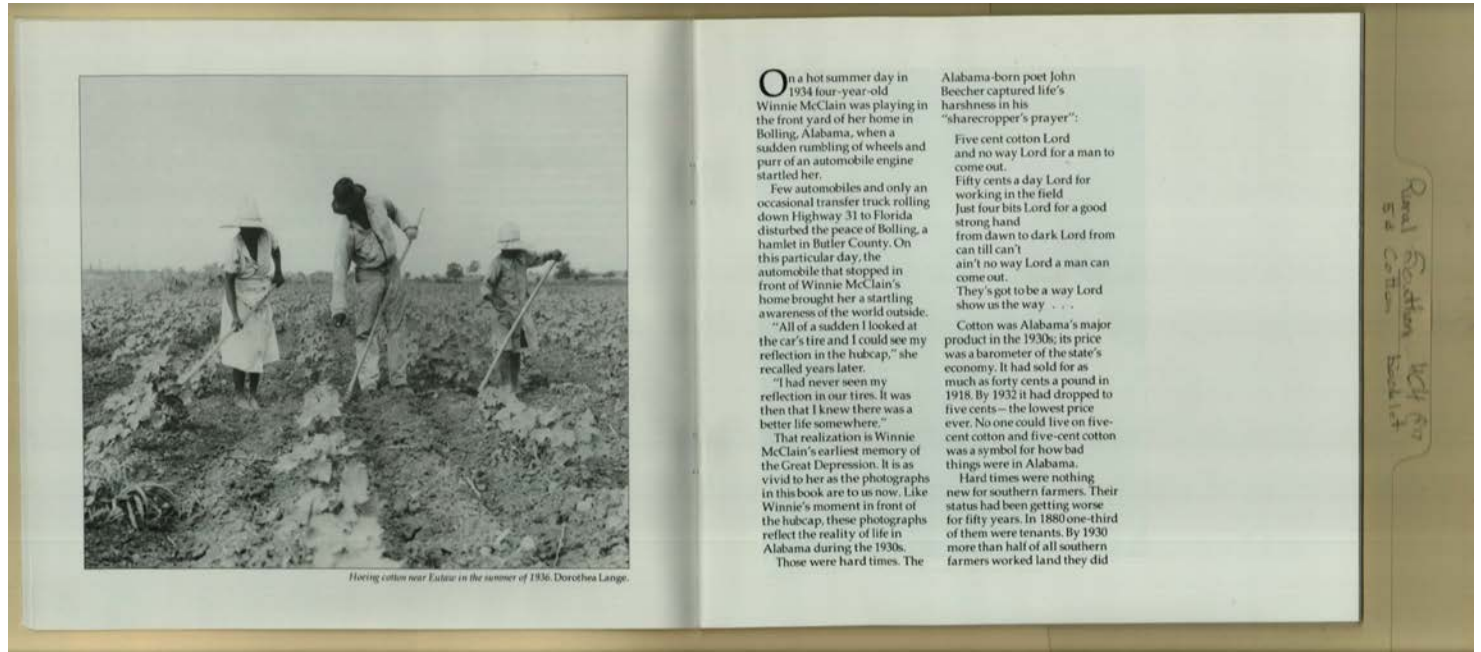 Hoeing cotton near Eutaw in the summer of 1936. Dorothea Lange.
On a hot summer day in
1934 four-year-old
Winnie McClain was playing in
the front yard of her home in
Bolling, Alabama, when a
sudden rumbling of wheels and
purr of an automobile engine
startled her.
Few automobiles and only an
occasional transfer truck rolling
down Highway 31 to Florida
disturbed the peace of Bolling, a
hamlet in Butler County. On
this particular day, the
automobile that stopped in
front of Winnie McClain's
home brought her a startling
awareness of the world outside.
"All of a sudden I looked at
the car's tire and I could see my
reflection in the hubcap," she
recalled years later.
"I had never seen my
reflection in our tires. It was
then that I knew there was a
better life somewhere."
That realization is Winnie
McClain's earliest memory of
the Great Depression. It is as
vivid to her as the photographs
in this book are to us now. Like
Winnie's moment in front of
the hubcap, these photographs
reflect the reality of life in
Alabama during the 1930s.
Those were hard times. The
Alabama-born poet John
Beecher captured life's
harshness in his
"sharecropper's prayer":
Five cent cotton Lord
and no way Lord for a man to
come out.
Fifty cents a day Lord for
working in the field
Just four bits Lord for a good
strong hand
from dawn to dark Lord from
can till can't
ain't no way Lord a man can
come out.
They's got to be a way Lord
show us the way . . .
Cotton was Alabama's major
product in the 1930s; its price
was a barometer of the state's
economy. It had sold for as
much as forty cents a pound in
1918. By 1932 it had dropped to
five cents—the lowest price
ever. No one could live on five-
cent cotton and five-cent cotton
was a symbol for how bad
things were in Alabama.
Hard times were nothing
new for southern farmers. Their
status had been getting worse
for fifty years. In 1880 one-third
of them were tenants. By 1930
more than half of all southern
farmers worked land they did
Rural Southern
5¢ Cotton booklet